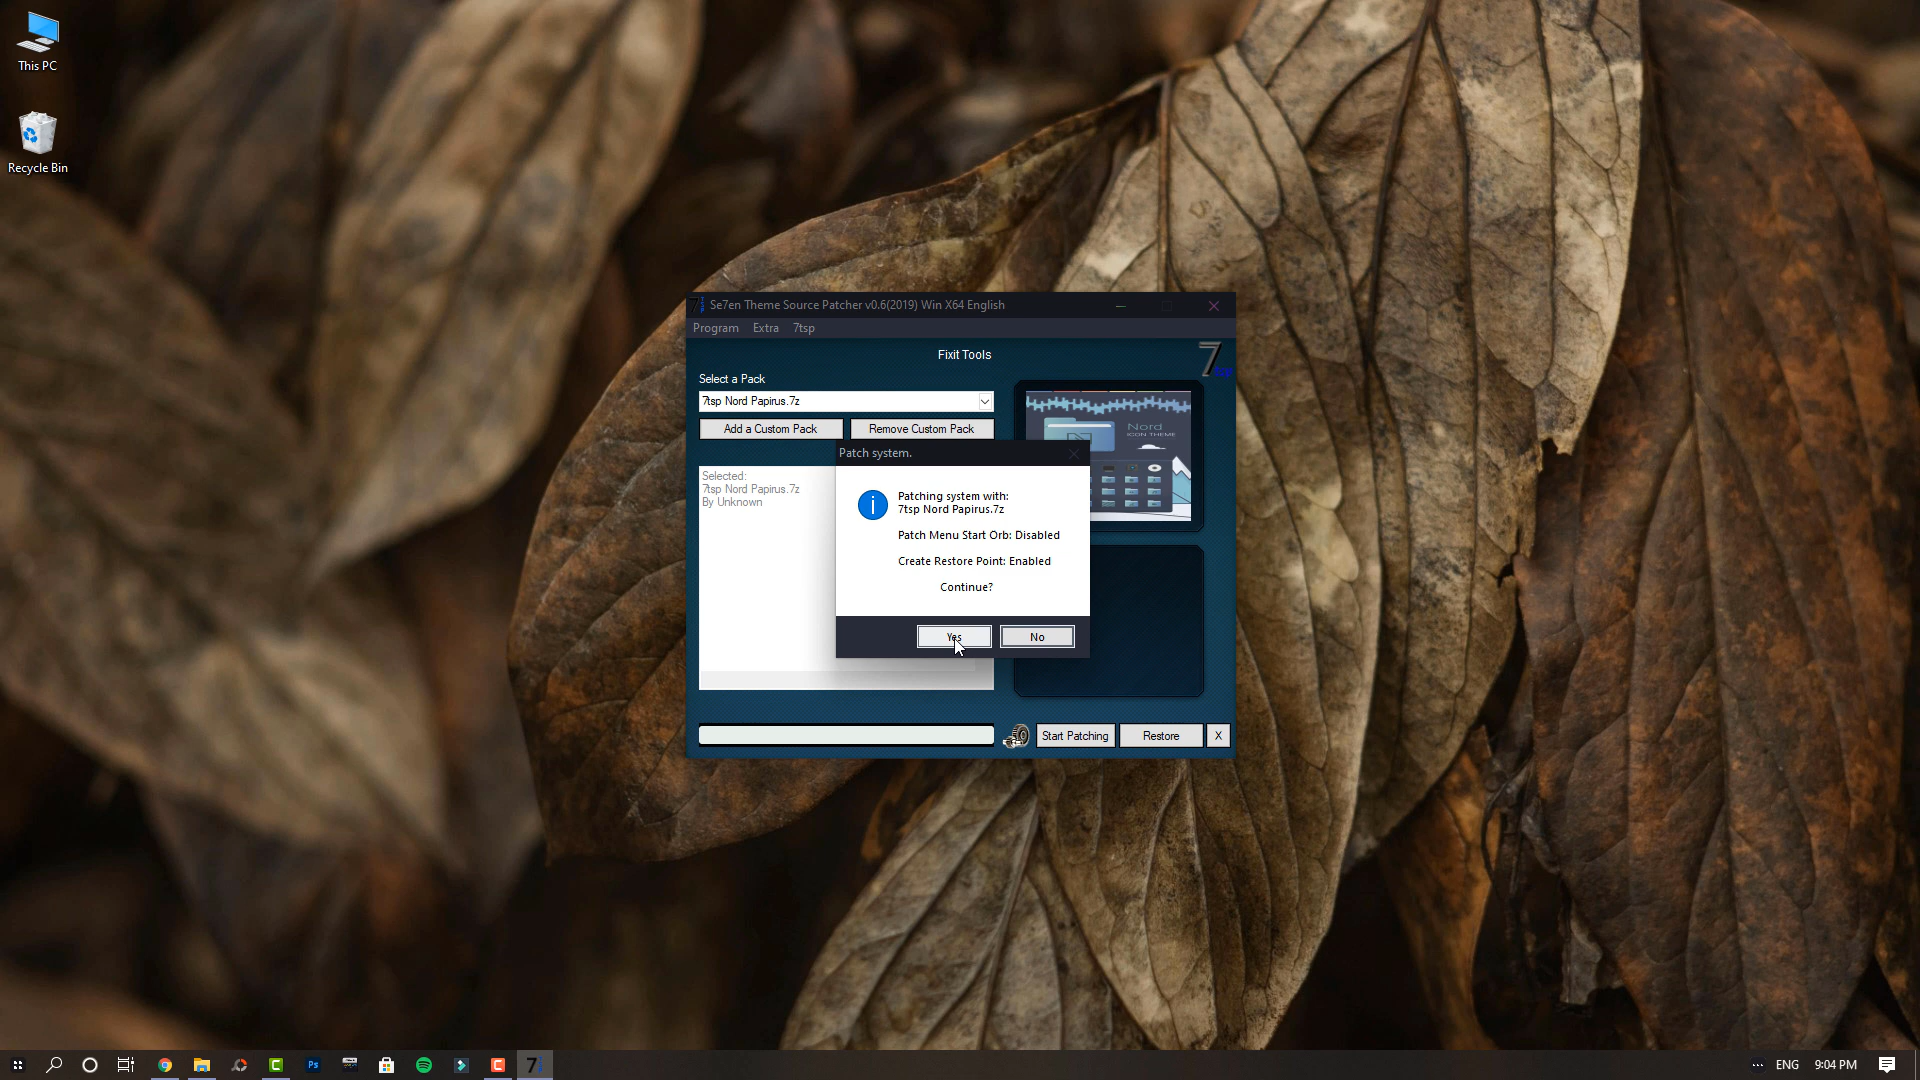 This PC
Recycle Bin
Se7en Theme Source Patcher v0.6(2019) Win X64 English
Program Extra 7tsp
Fixit Tools
7tsp
Select a Pack
7tsp Nord Papirus.7z
Add a Custom Pack
Remove Custom Pack
Nord
ICON THEME
Selected:
7tsp Nord Papirus.7z
By Unknown
Patch system.
Patching system with:
7tsp Nord Papirus.7z
Patch Menu Start Orb: Disabled
Create Restore Point: Enabled
Continue?
Yes
No
Start Patching
Restore
X
Ps
ENG
9:04 PM